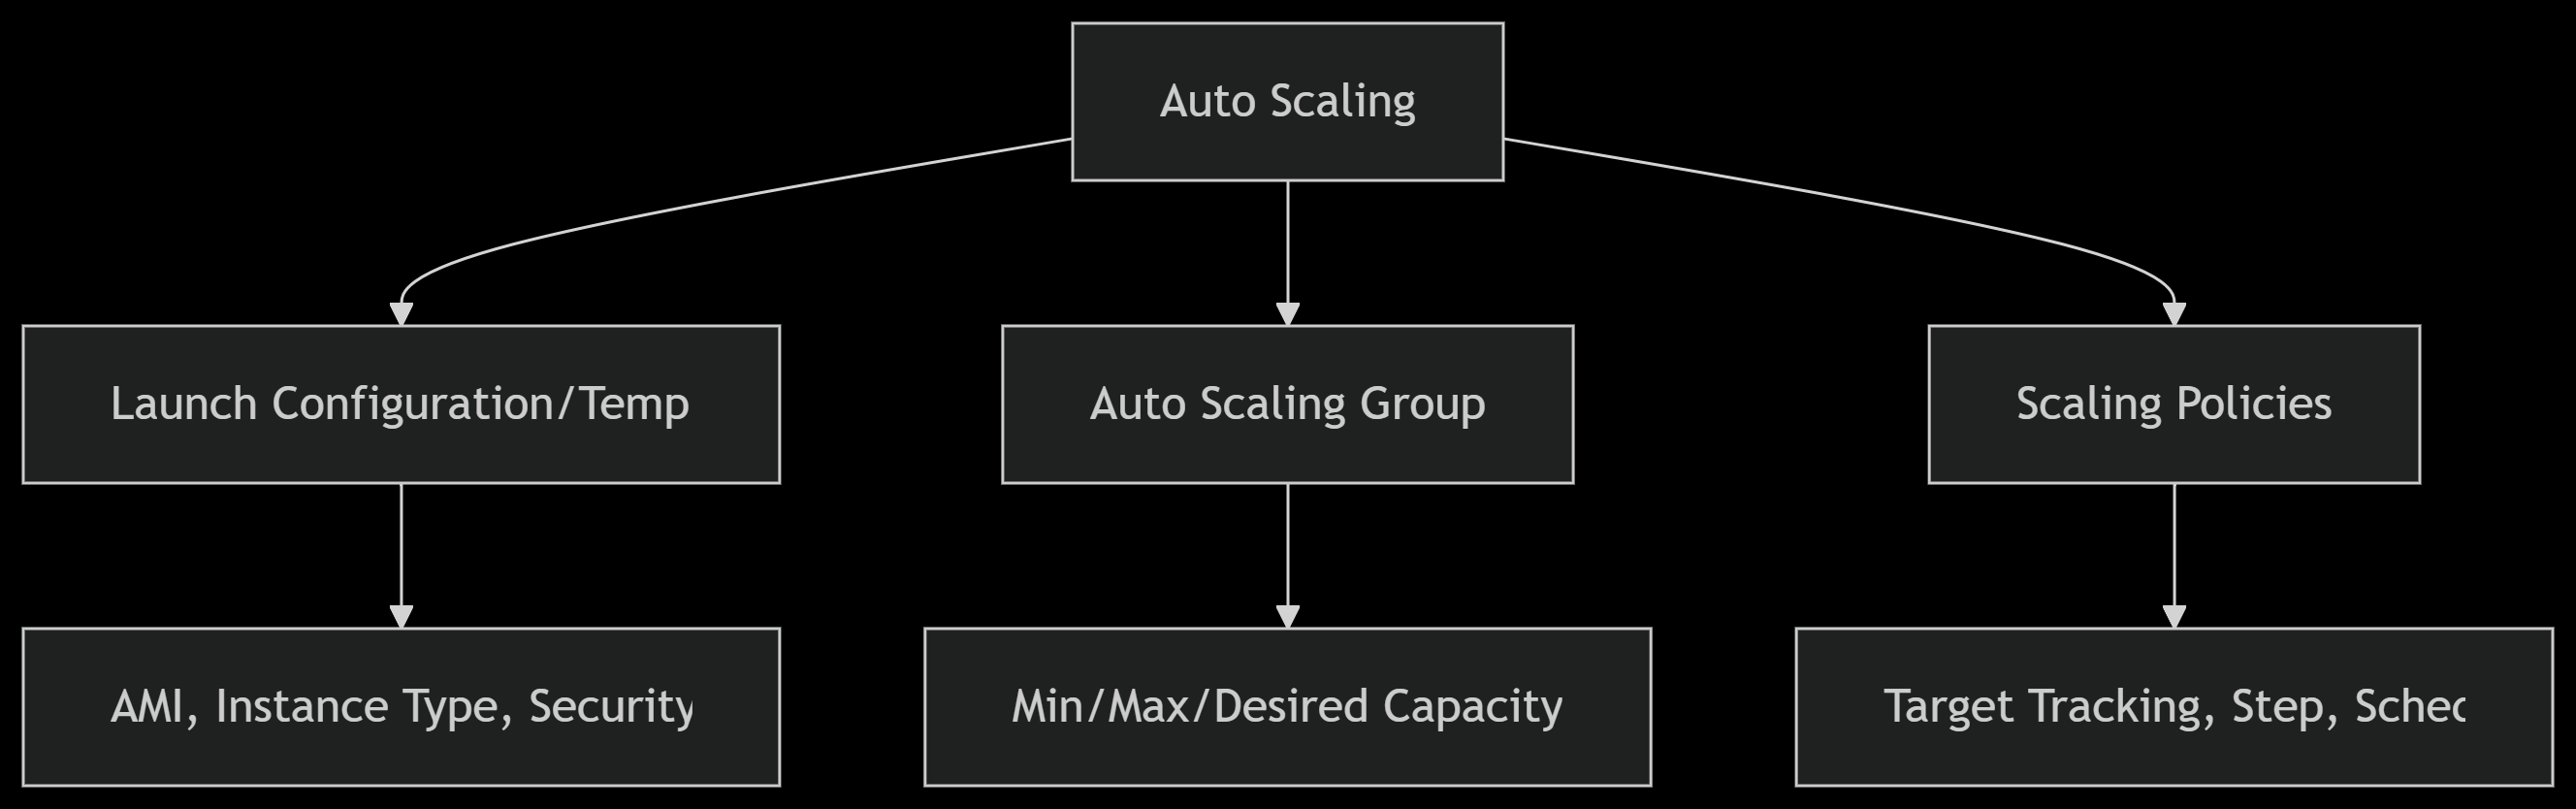 Auto Scaling
Launch Configuration/Temp
Auto Scaling Group
Scaling Policies
AMI, Instance Type, Security
Min/Max/Desired Capacity
Target Tracking, Step, Sched